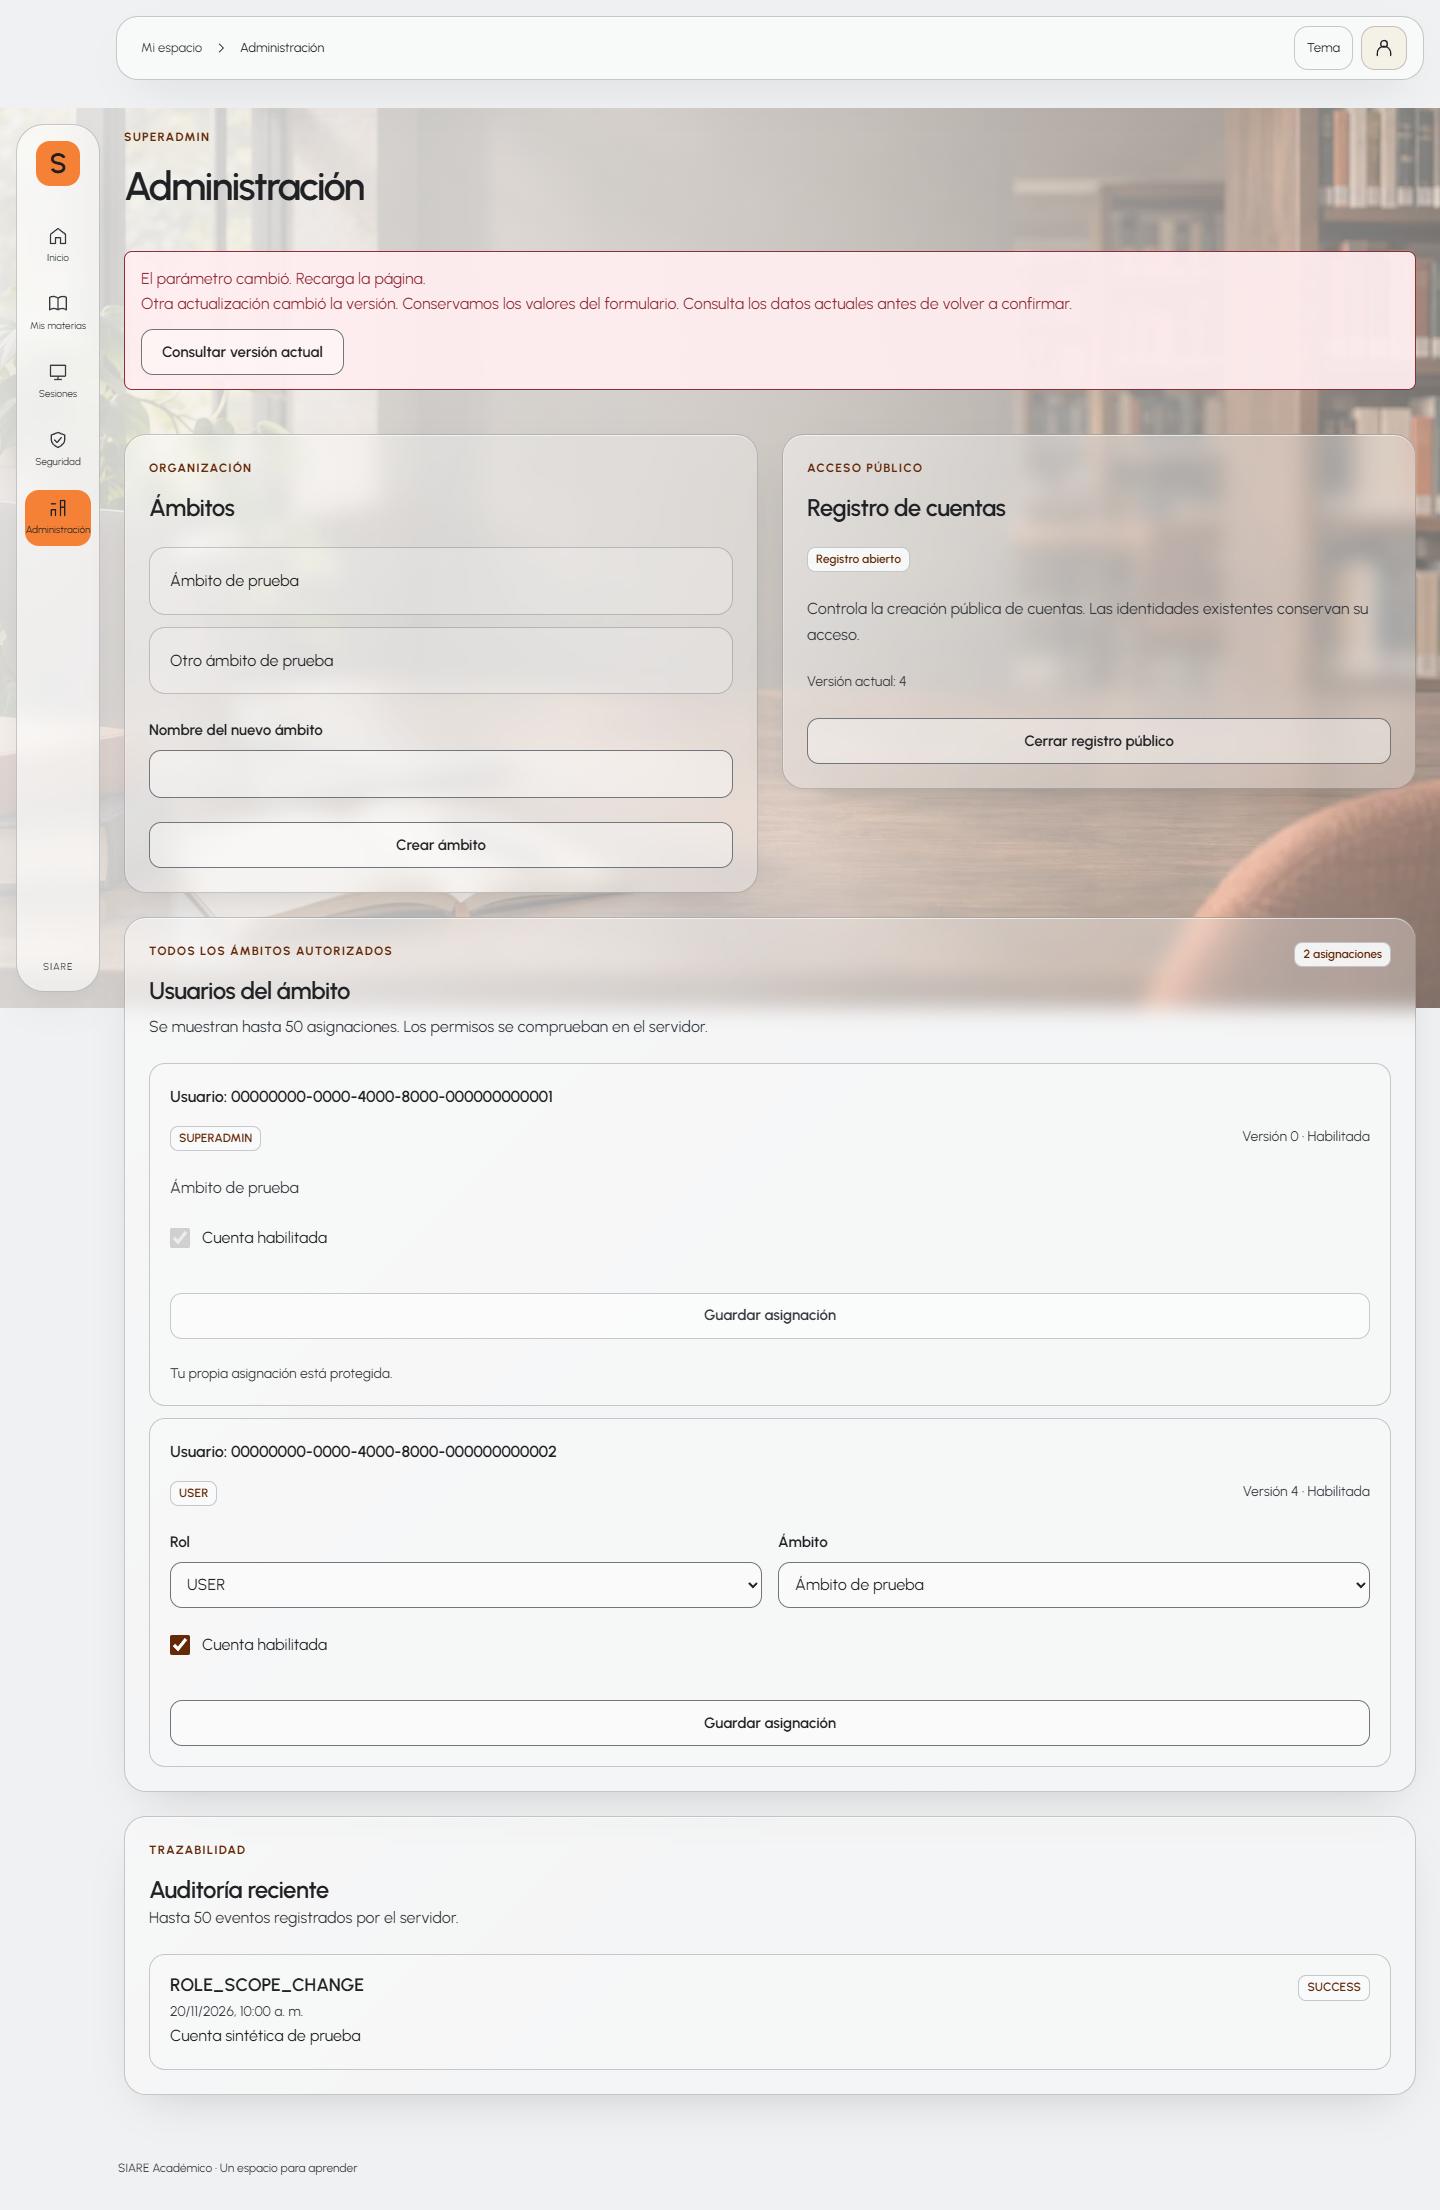 Mi espacio
Administración
Tema
SUPERADMIN
Administración
S
Inicio
Mis materias
Sesiones
Seguridad
Administración
SIARE
El parámetro cambió. Recarga la página.
Otra actualización cambió la versión. Conservamos los valores del formulario. Consulta los datos actuales antes de volver a confirmar.
Consultar versión actual
ORGANIZACIÓN
Ámbitos
Ámbito de prueba
Otro ámbito de prueba
Nombre del nuevo ámbito
Crear ámbito
ACCESO PÚBLICO
Registro de cuentas
Registro abierto
Controla la creación pública de cuentas. Las identidades existentes conservan su
acceso.
Versión actual: 4
Cerrar registro público
TODOS LOS ÁMBITOS AUTORIZADOS
2 asignaciones
Usuarios del ámbito
Se muestran hasta 50 asignaciones. Los permisos se comprueban en el servidor.
Usuario: 00000000-0000-4000-8000-000000000001
SUPERADMIN
Versión 0 · Habilitada
Ámbito de prueba
Cuenta habilitada
Guardar asignación
Tu propia asignación está protegida.
Usuario: 00000000-0000-4000-8000-000000000002
USER
Versión 4 · Habilitada
Rol
Ámbito
USER
Ámbito de prueba
Cuenta habilitada
Guardar asignación
TRAZABILIDAD
Auditoría reciente
Hasta 50 eventos registrados por el servidor.
ROLE_SCOPE_CHANGE
SUCCESS
20/11/2026, 10:00 a. m.
Cuenta sintética de prueba
SIARE Académico · Un espacio para aprender